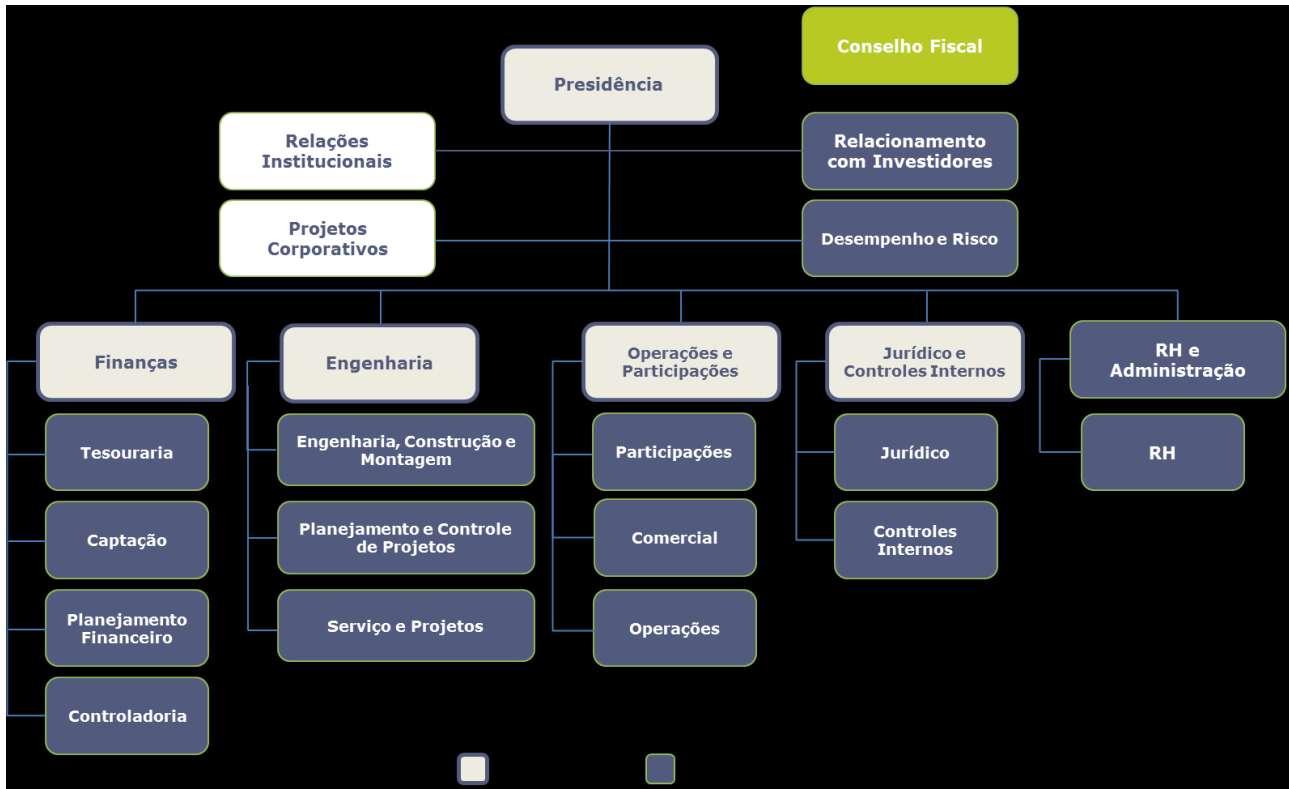 Conselho Fiscal
Presidência
Relações
Institucionais
Relacionamento
com Investidores
Projetos
Corporativos
Desempenho e Risco
Finanças
Engenharia
Operações e
Participações
Jurídico e
Controles Internos
RH e
Administração
Tesouraria
Engenharia, Construção e
Montagem
Participações
Jurídico
RH
Captação
Planejamento e Controle
de Projetos
Comercial
Controles
Internos
Planejamento
Financeiro
Serviço e Projetos
Operações
Controladoria